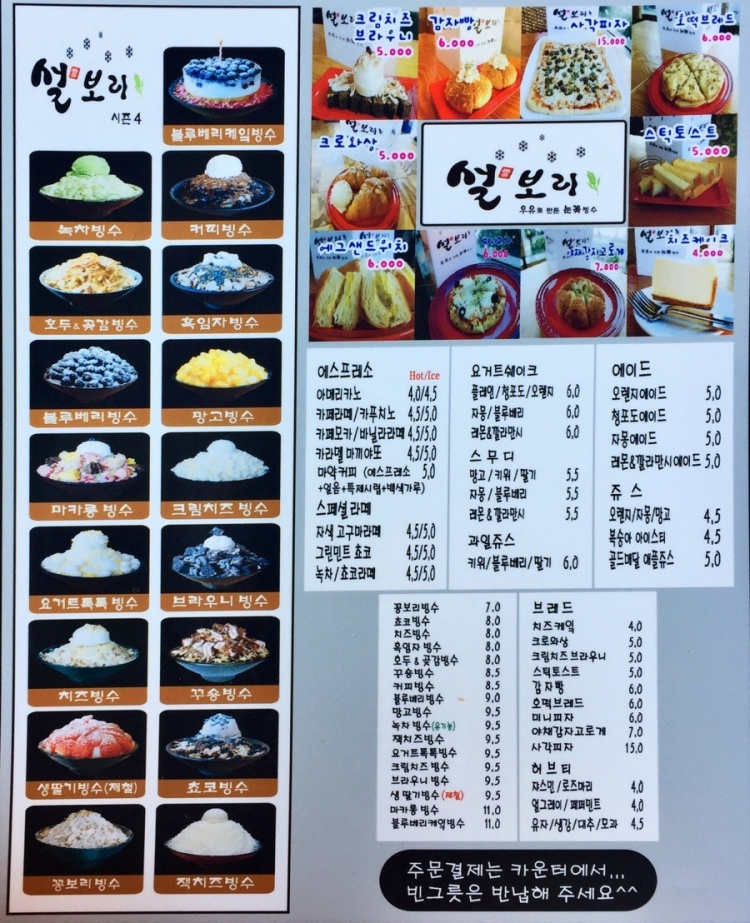 설보리
시즌4
블루베리케잌빙수
녹차빙수
커피빙수
호두&곶감빙수
흑임자빙수
블루베리빙수
망고빙수
마카롱 빙수
크림치즈 빙수
요거트톡톡 빙수
브라우니 빙수
치즈빙수
꾸숑빙수
생딸기빙수(제철)
쵸코빙수
꽁보리빙수
잭치즈빙수
크림치즈
브라우니
5.000
감자빵
6.000
사각피자
15.000
호떡브레드
6.000
크로와상
5.000
설보리
우유로 만든 눈꽃빙수
스틱토스트
5.000
에그샌드위치
6.000
6.000
야채감자고로케
7.000
치즈케이크
4.000
에스프레소 Hot/Ice
아메리카노 4,0/4,5
카페라떼/카푸치노 4,5/5,0
카페모카/바닐라라떼 4,5/5,0
카라멜 마끼야또 4,5/5,0
마약커피 (에스프레소 5,0
+얼음+특제시럽+백색가루)
스페셜라떼
자색 고구마라떼 4,5/5,0
그린민트 쵸코 4,5/5,0
녹차/쵸코라떼 4,5/5,0
요거트쉐이크
플레인/청포도/오렌지 6,0
자몽/블루베리 6,0
레몬&깔라만시 6,0
스무디
망고/키위/딸기 5,5
자몽/블루베리 5,5
레몬&깔라만시 5,5
과일쥬스
키위/블루베리/딸기 6,0
에이드
오렌지에이드 5,0
청포도에이드 5,0
자몽에이드 5,0
레몬&깔라만시에이드 5,0
쥬스
오렌지/자몽/망고 4,5
복숭아 아이스티 4,5
골드메달 애플쥬스 5,0
꽁보리빙수 7.0
쵸코빙수 8.0
치즈빙수 8.0
흑임자 빙수 8.0
호두 & 곶감빙수 8.0
꾸숑빙수 8.5
커피빙수 8.5
블루베리빙수 9.0
망고빙수 9.5
녹차 빙수(유기농) 9.5
잭치즈빙수 9.5
요거트톡톡빙수 9.5
크림치즈 빙수 9.5
브라우니 빙수 9.5
생 딸기빙수 (제철) 9.5
마카롱 빙수 11.0
블루베리케잌빙수 11.0
브레드
치즈케잌 4,0
크로와상 5,0
크림치즈브라우니 5,0
스틱토스트 5,0
감자빵 6,0
호떡브레드 6,0
미니피자 6,0
야채감자고로케 7.0
사각피자 15,0
허브티
자스민/로즈마리 4,0
얼그레이/페퍼민트 4,0
유자/생강/대추/모과 4,5
주문결제는 카운터에서,,,
빈그릇은 반납해 주세요^^